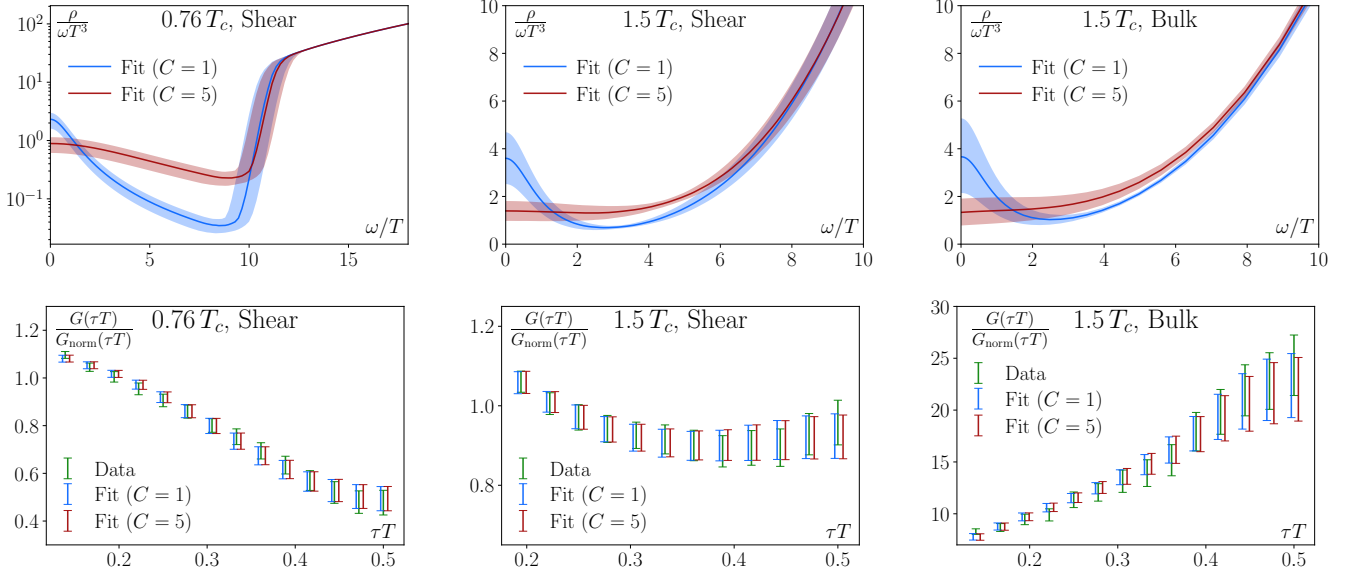 ρ/ωT³ 0.76 T_c, Shear
Fit (C = 1)
Fit (C = 5)
10²
10¹
10⁰
10⁻¹
0 5 10 15
ω/T
ρ/ωT³ 1.5 T_c, Shear
Fit (C = 1)
Fit (C = 5)
10
8
6
4
2
0
0 2 4 6 8 10
ω/T
ρ/ωT³ 1.5 T_c, Bulk
Fit (C = 1)
Fit (C = 5)
10
8
6
4
2
0
0 2 4 6 8 10
ω/T
G(τT)/G_norm(τT) 0.76 T_c, Shear
1.2
1.0
0.8
0.6
0.4
Data
Fit (C = 1)
Fit (C = 5)
τT
0.2 0.3 0.4 0.5
G(τT)/G_norm(τT) 1.5 T_c, Shear
1.2
1.0
0.8
Data
Fit (C = 1)
Fit (C = 5)
τT
0.2 0.3 0.4 0.5
G(τT)/G_norm(τT) 1.5 T_c, Bulk
30
25
20
15
10
Data
Fit (C = 1)
Fit (C = 5)
τT
0.2 0.3 0.4 0.5